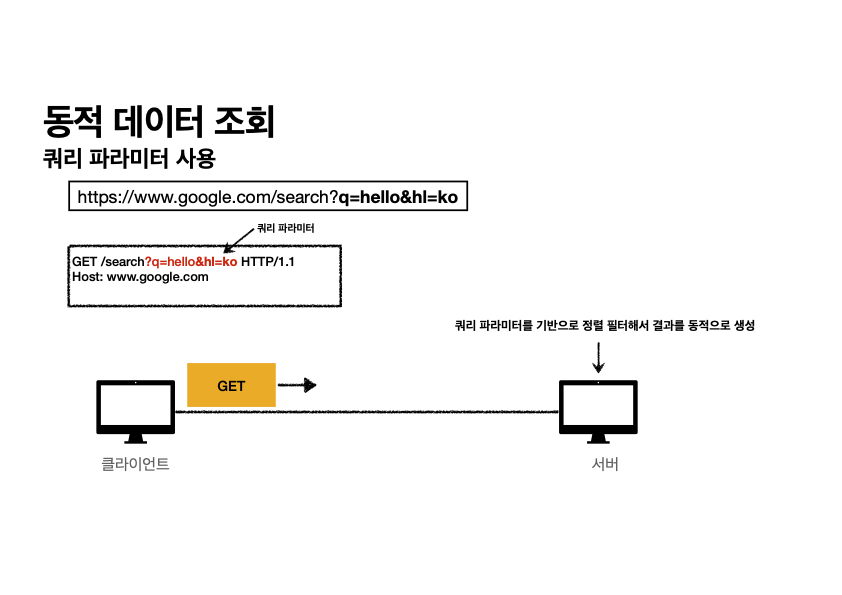 동적 데이터 조회
쿼리 파라미터 사용
https://www.google.com/search?q=hello&hl=ko
쿼리 파라미터
GET /search?q=hello&hl=ko HTTP/1.1
Host: www.google.com
쿼리 파라미터를 기반으로 정렬 필터해서 결과를 동적으로 생성
GET
클라이언트
서버